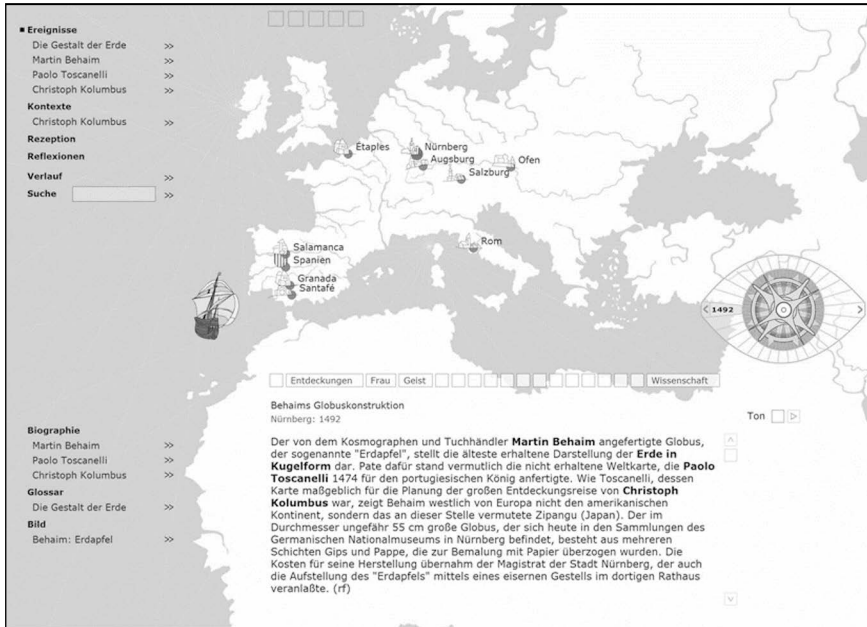 Ereignisse
Die Gestalt der Erde >>
Martin Behaim >>
Paolo Toscanelli >>
Christoph Kolumbus >>
Kontexte
Christoph Kolumbus >>
Rezeption
Reflexionen
Verlauf >>
Suche >>
Étaples
Nürnberg
Augsburg
Salzburg
Ofen
Rom
Salamanca
Spanien
Granada
Santafé
< 1492 >
Entdeckungen Frau Geist Wissenschaft
Behaims Globuskonstruktion
Nürnberg: 1492
Ton
Der von dem Kosmographen und Tuchhändler Martin Behaim angefertigte Globus,
der sogenannte "Erdapfel", stellt die älteste erhaltene Darstellung der Erde in
Kugelform dar. Pate dafür stand vermutlich die nicht erhaltene Weltkarte, die Paolo
Toscanelli 1474 für den portugiesischen König anfertigte. Wie Toscanelli, dessen
Karte maßgeblich für die Planung der großen Entdeckungsreise von Christoph
Kolumbus war, zeigt Behaim westlich von Europa nicht den amerikanischen
Kontinent, sondern das an dieser Stelle vermutete Zipangu (Japan). Der im
Durchmesser ungefähr 55 cm große Globus, der sich heute in den Sammlungen des
Germanischen Nationalmuseums in Nürnberg befindet, besteht aus mehreren
Schichten Gips und Pappe, die zur Bemalung mit Papier überzogen wurden. Die
Kosten für seine Herstellung übernahm der Magistrat der Stadt Nürnberg, der auch
die Aufstellung des "Erdapfels" mittels eines eisernen Gestells im dortigen Rathaus
veranlaßte. (rf)
Biographie
Martin Behaim >>
Paolo Toscanelli >>
Christoph Kolumbus >>
Glossar
Die Gestalt der Erde >>
Bild
Behaim: Erdapfel >>